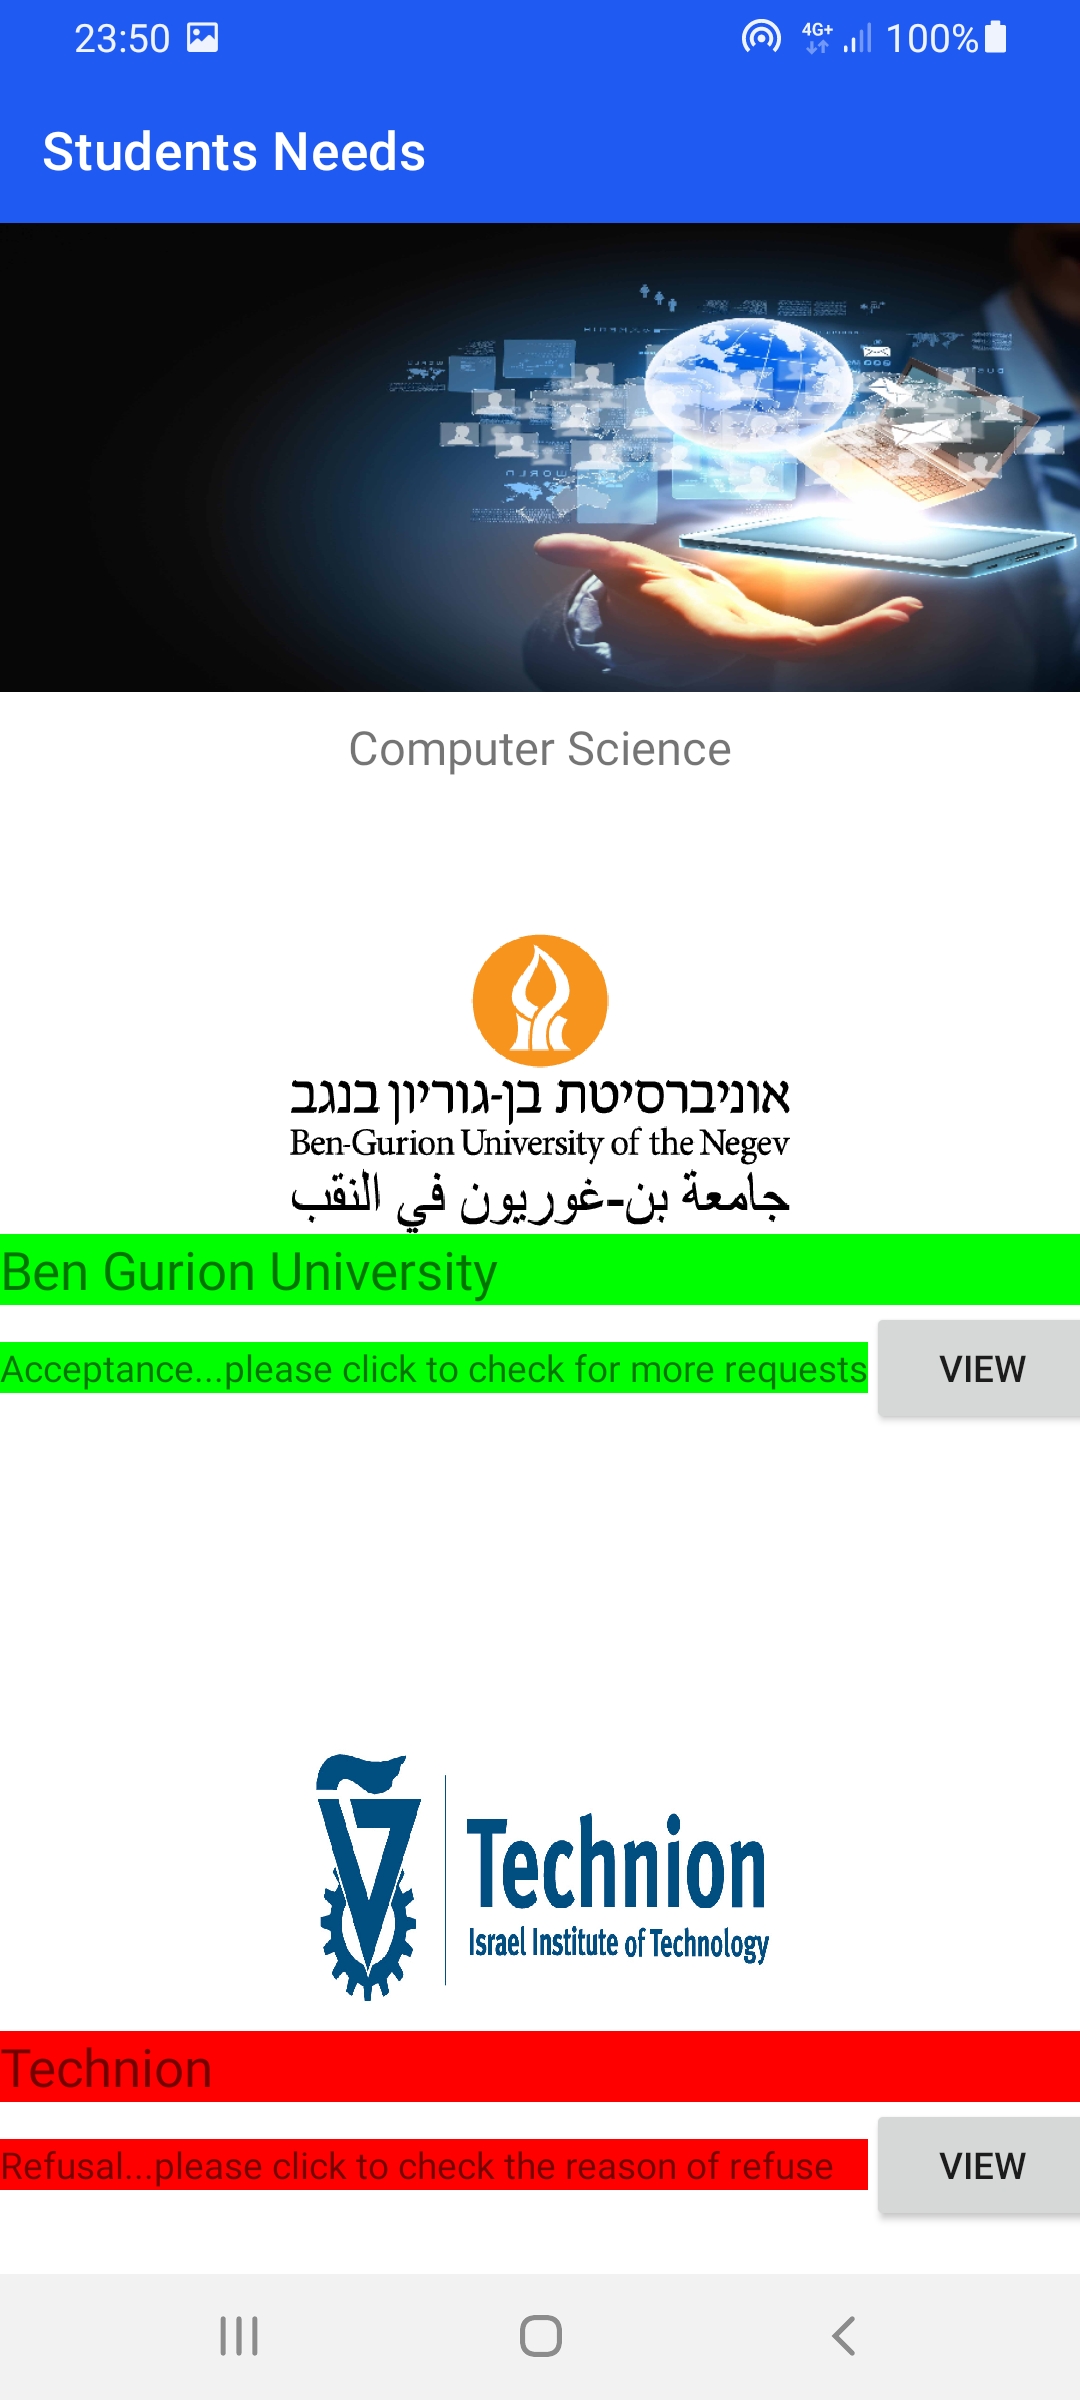 23:50
4G+
100%
Students Needs
Computer Science
אוניברסיטת בן-גוריון בנגב
Ben-Gurion University of the Negev
جامعة بن-غوريون في النقب
Ben Gurion University
Acceptance...please click to check for more requests
VIEW
Technion
Israel Institute of Technology
Technion
Refusal...please click to check the reason of refuse
VIEW